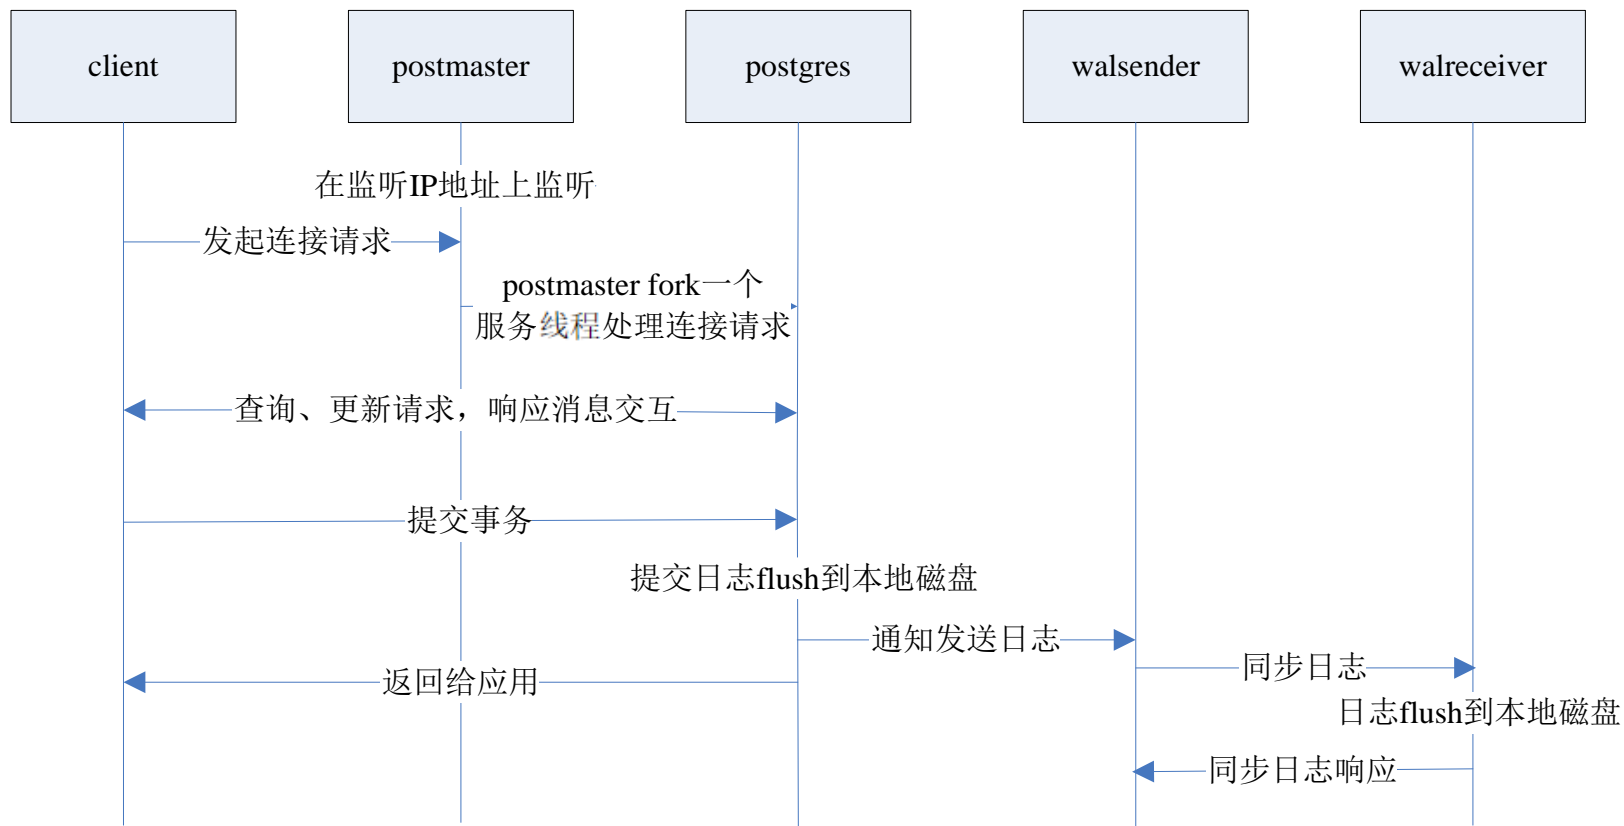 client
postmaster
postgres
walsender
walreceiver
在监听IP地址上监听
发起连接请求
postmaster fork一个
服务线程处理连接请求
查询、更新请求，响应消息交互
提交事务
提交日志flush到本地磁盘
通知发送日志
同步日志
返回给应用
日志flush到本地磁盘
同步日志响应